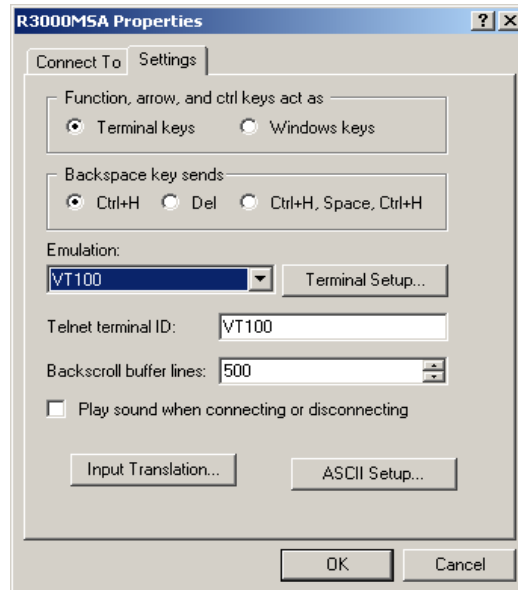 R3000MSA Properties
Connect To Settings
Function, arrow, and ctrl keys act as
Terminal keys Windows keys
Backspace key sends
Ctrl+H Del Ctrl+H, Space, Ctrl+H
Emulation:
VT100 Terminal Setup...
Telnet terminal ID: VT100
Backscroll buffer lines: 500
Play sound when connecting or disconnecting
Input Translation... ASCII Setup...
OK Cancel